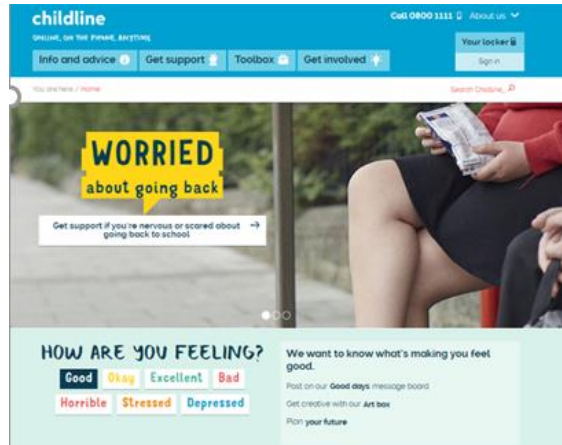 childline
ONLINE, ON THE PHONE, ANYTIME
Call 0800 1111
About us
Your locker
Sign in
Info and advice
Get support
Toolbox
Get involved
You are here / Home
Search Childline
WORRIED
about going back
Get support if you're nervous or scared about
going back to school
HOW ARE YOU FEELING?
Good Okay Excellent Bad
Horrible Stressed Depressed
We want to know what's making you feel
good.
Post on our Good days message board
Get creative with our Art box
Plan your future